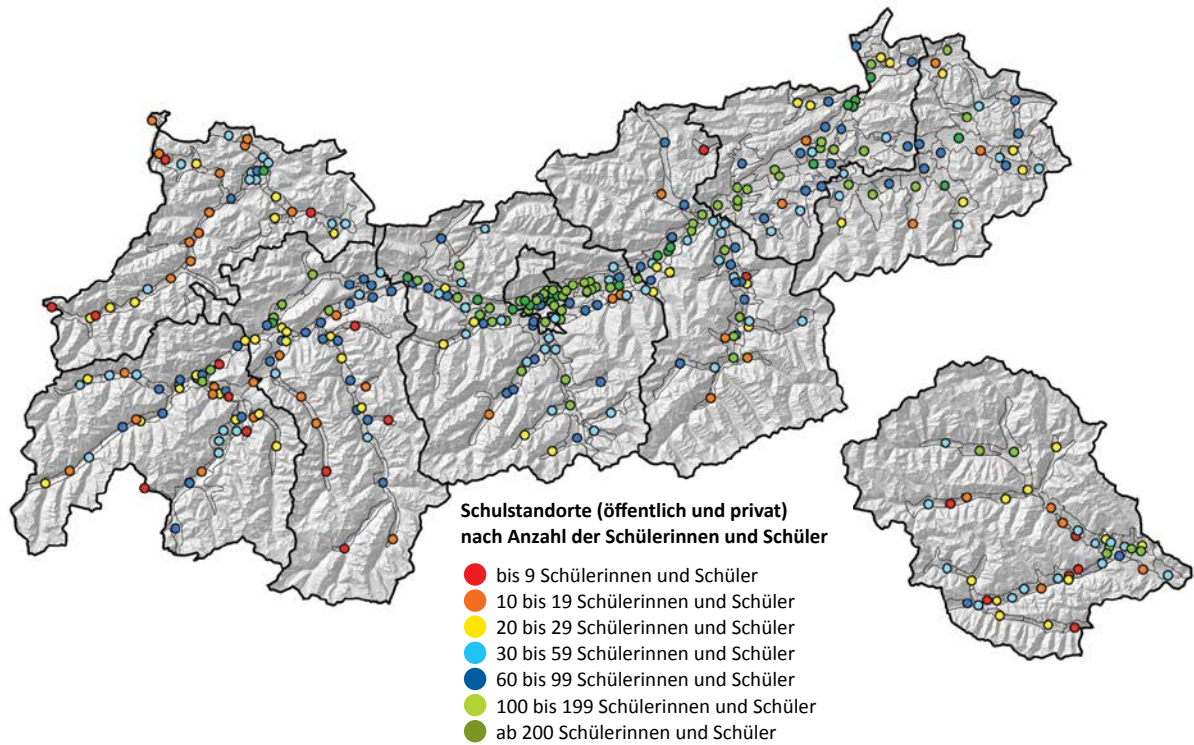 Schulstandorte (öffentlich und privat)
nach Anzahl der Schülerinnen und Schüler
bis 9 Schülerinnen und Schüler
10 bis 19 Schülerinnen und Schüler
20 bis 29 Schülerinnen und Schüler
30 bis 59 Schülerinnen und Schüler
60 bis 99 Schülerinnen und Schüler
100 bis 199 Schülerinnen und Schüler
ab 200 Schülerinnen und Schüler